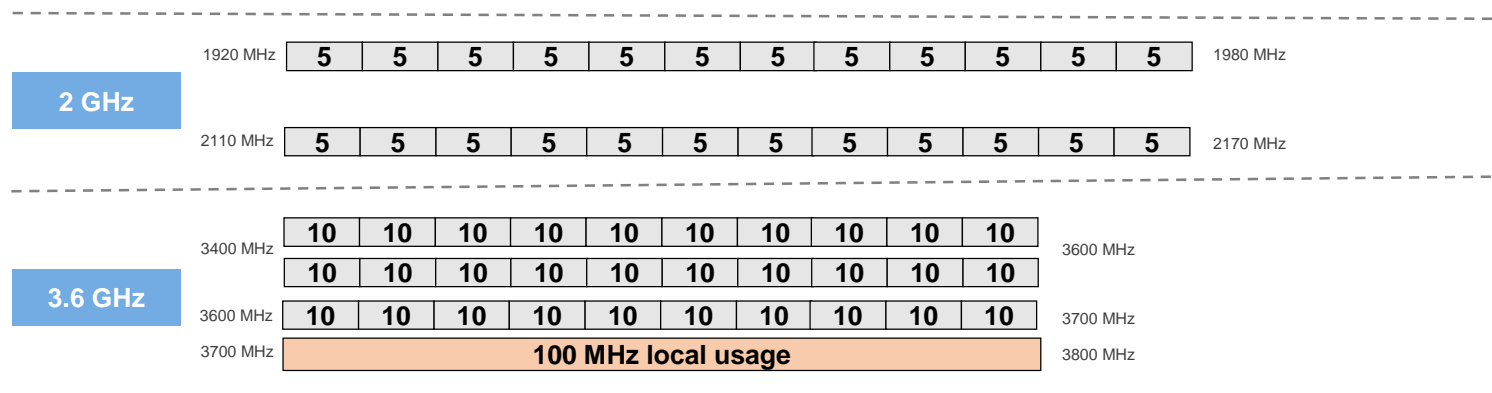 1920 MHz 5 5 5 5 5 5 5 5 5 5 5 5 1980 MHz
2 GHz
2110 MHz 5 5 5 5 5 5 5 5 5 5 5 5 2170 MHz
10 10 10 10 10 10 10 10 10 10
3400 MHz 3600 MHz
10 10 10 10 10 10 10 10 10 10
3.6 GHz
3600 MHz 10 10 10 10 10 10 10 10 10 10 3700 MHz
3700 MHz 100 MHz local usage 3800 MHz